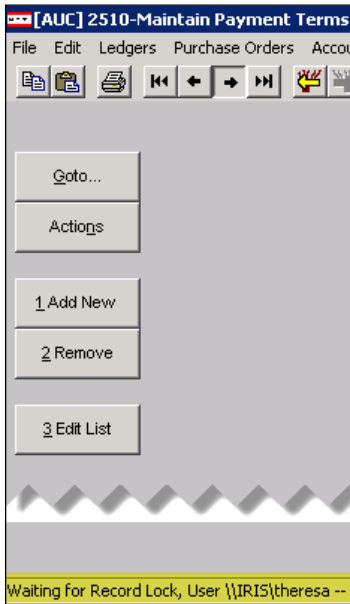 [AUC] 2510-Maintain Payment Terms
File Edit Ledgers Purchase Orders
Goto...
Actions
1 Add New
2 Remove
3 Edit List
Waiting for Record Lock, User \\IRIS\theresa --